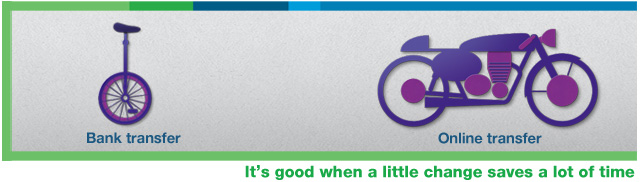 Bank transfer
Online transfer
It's good when a little change saves a lot of time